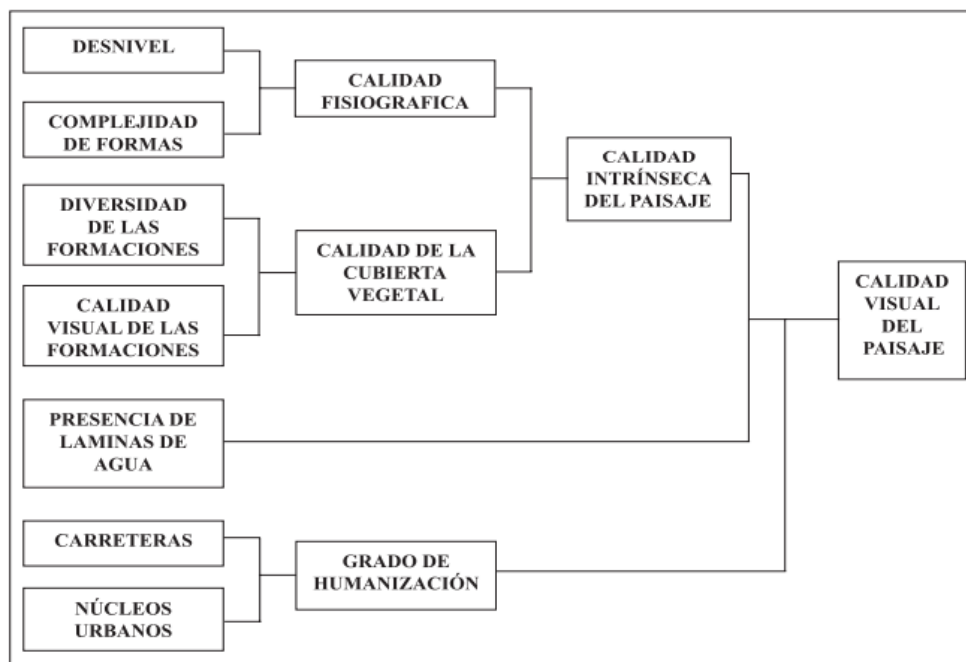 DESNIVEL
COMPLEJIDAD
DE FORMAS
CALIDAD
FISIOGRAFICA
DIVERSIDAD
DE LAS
FORMACIONES
CALIDAD
VISUAL DE LAS
FORMACIONES
CALIDAD DE LA
CUBIERTA
VEGETAL
CALIDAD
INTRÍNSECA
DEL PAISAJE
PRESENCIA DE
LAMINAS DE
AGUA
CARRETERAS
NÚCLEOS
URBANOS
GRADO DE
HUMANIZACIÓN
CALIDAD
VISUAL
DEL
PAISAJE